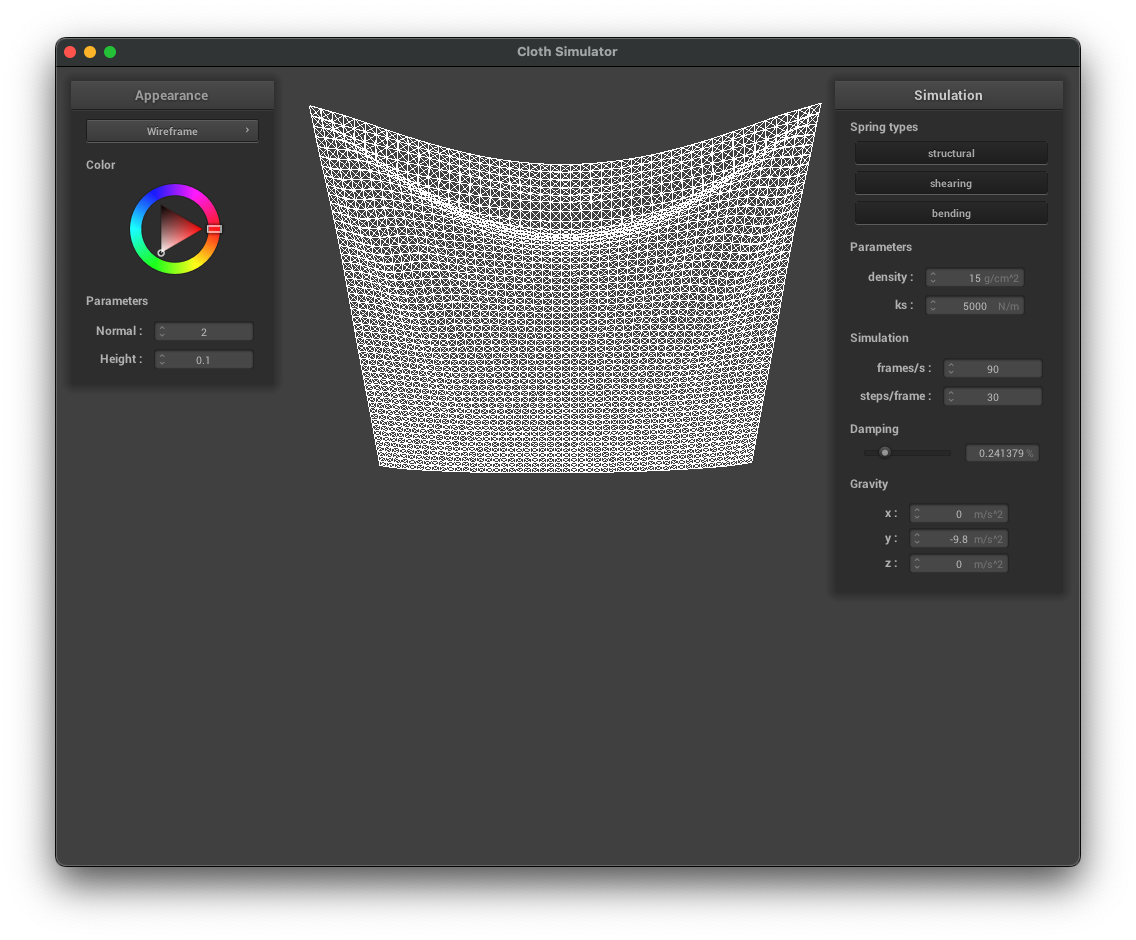 Cloth Simulator
Appearance
Wireframe
Color
Parameters
Normal : 2
Height : 0.1
Simulation
Spring types
structural
shearing
bending
Parameters
density : 15 g/cm^2
ks : 5000 N/m
Simulation
frames/s : 90
steps/frame : 30
Damping
0.241379 %
Gravity
x : 0 m/s^2
y : -9.8 m/s^2
z : 0 m/s^2